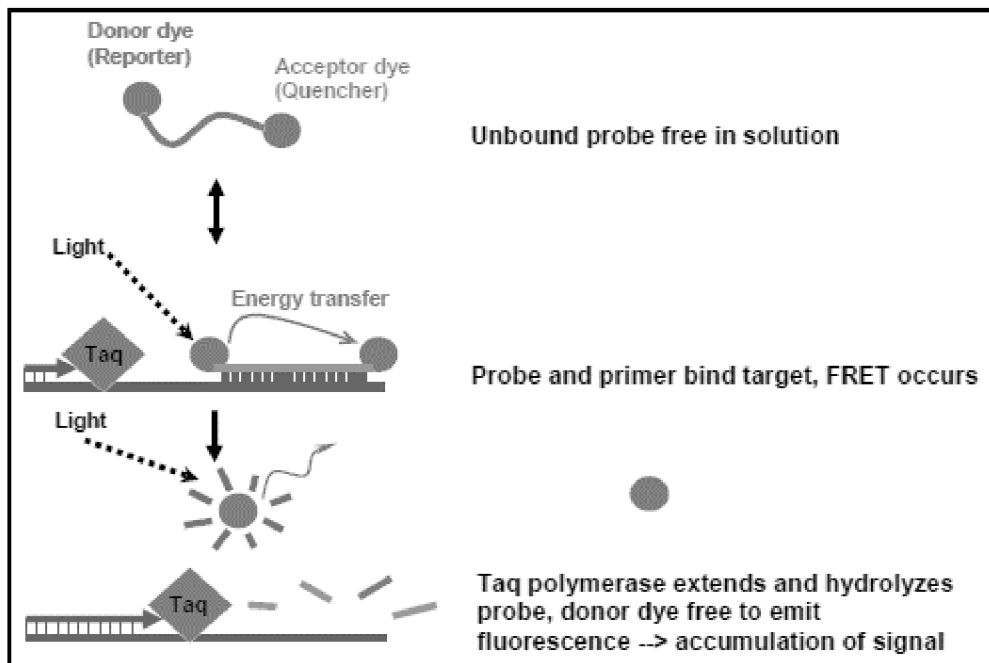 Donor dye
(Reporter)
Acceptor dye
(Quencher)
Unbound probe free in solution
Light
Energy transfer
Taq
Probe and primer bind target, FRET occurs
Light
Taq
Taq polymerase extends and hydrolyzes
probe, donor dye free to emit
fluorescence --> accumulation of signal